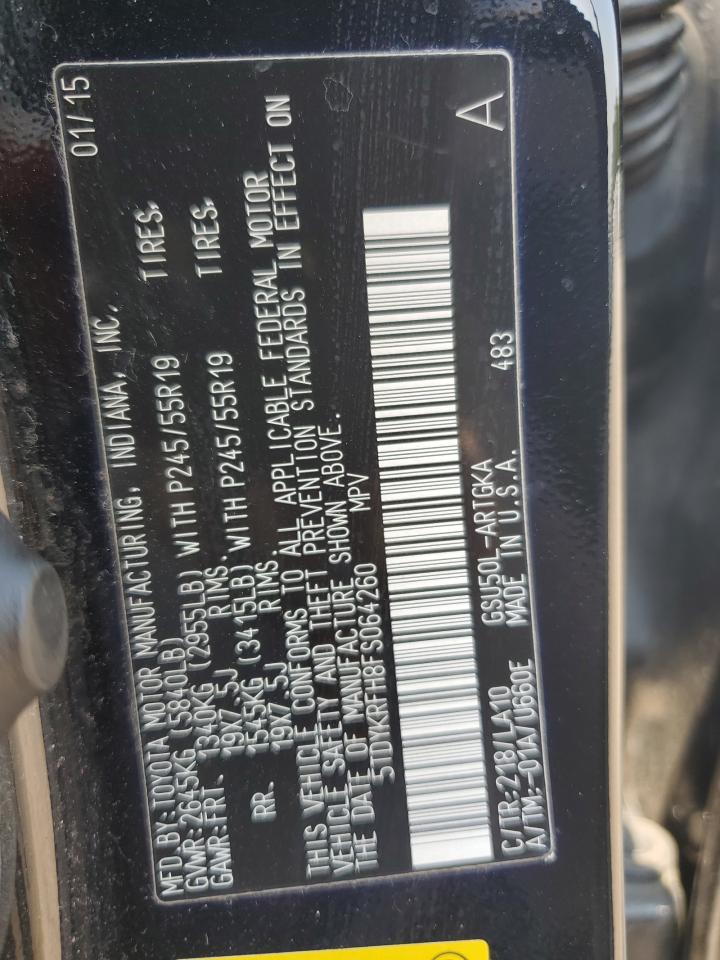 MFD.BY:TOYOTA MOTOR MANUFACTURING, INDIANA, INC. 01/15
GVWR:2645KG (5840LB)
GAWR:FRT. 1340KG (2955LB) WITH P245/55R19 TIRES,
19X7.5J RIMS.
RR. 1545KG (3415LB) WITH P245/55R19 TIRES,
19X7.5J RIMS.
THIS VEHICLE CONFORMS TO ALL APPLICABLE FEDERAL MOTOR
VEHICLE SAFETY AND THEFT PREVENTION STANDARDS IN EFFECT ON
THE DATE OF MANUFACTURE SHOWN ABOVE.
5TDYKRFH8FS064260 MPV
C/TR:218/LA10 GSU50L-ARTGKA 483
A/TM:-01A/U660E MADE IN U.S.A.
A